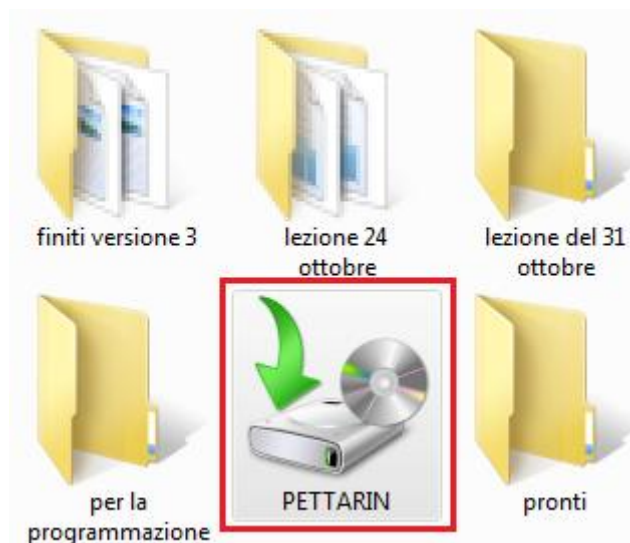 finiti versione 3
lezione 24
ottobre
lezione del 31
ottobre
per la
programmazione
PETTARIN
pronti